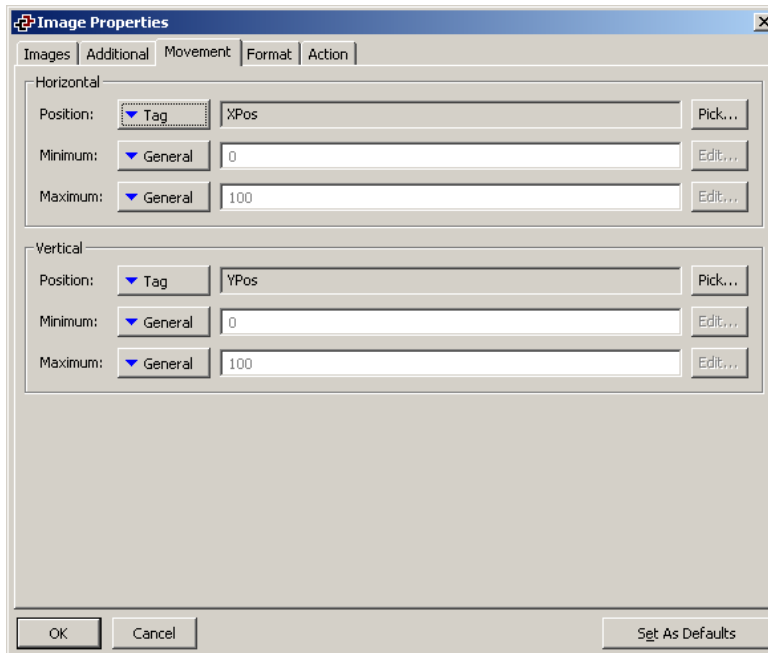 Image Properties
Images Additional Movement Format Action
Horizontal
Position: Tag XPos Pick...
Minimum: General 0 Edit...
Maximum: General 100 Edit...
Vertical
Position: Tag YPos Pick...
Minimum: General 0 Edit...
Maximum: General 100 Edit...
OK Cancel Set As Defaults